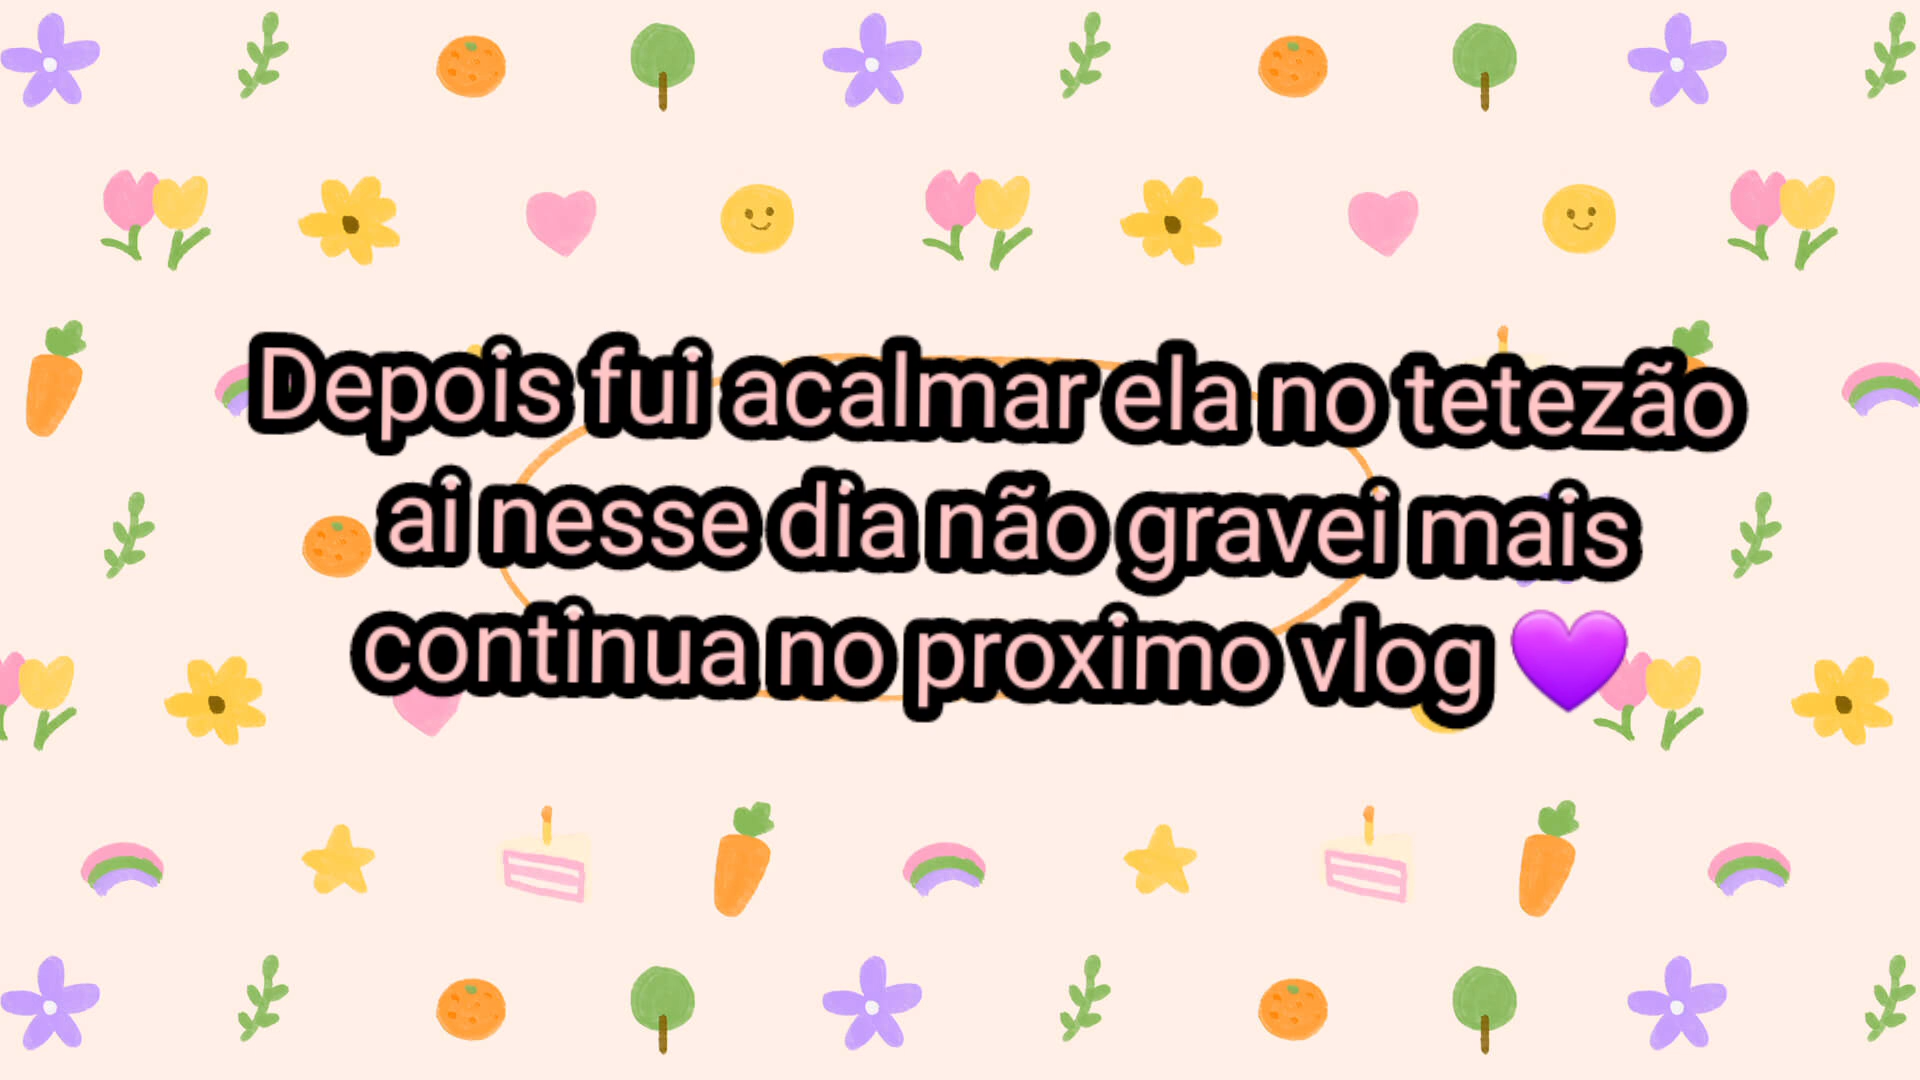 Depois fui acalmar ela no tetezão
ai nesse dia não gravei mais
continua no proximo vlog 💜